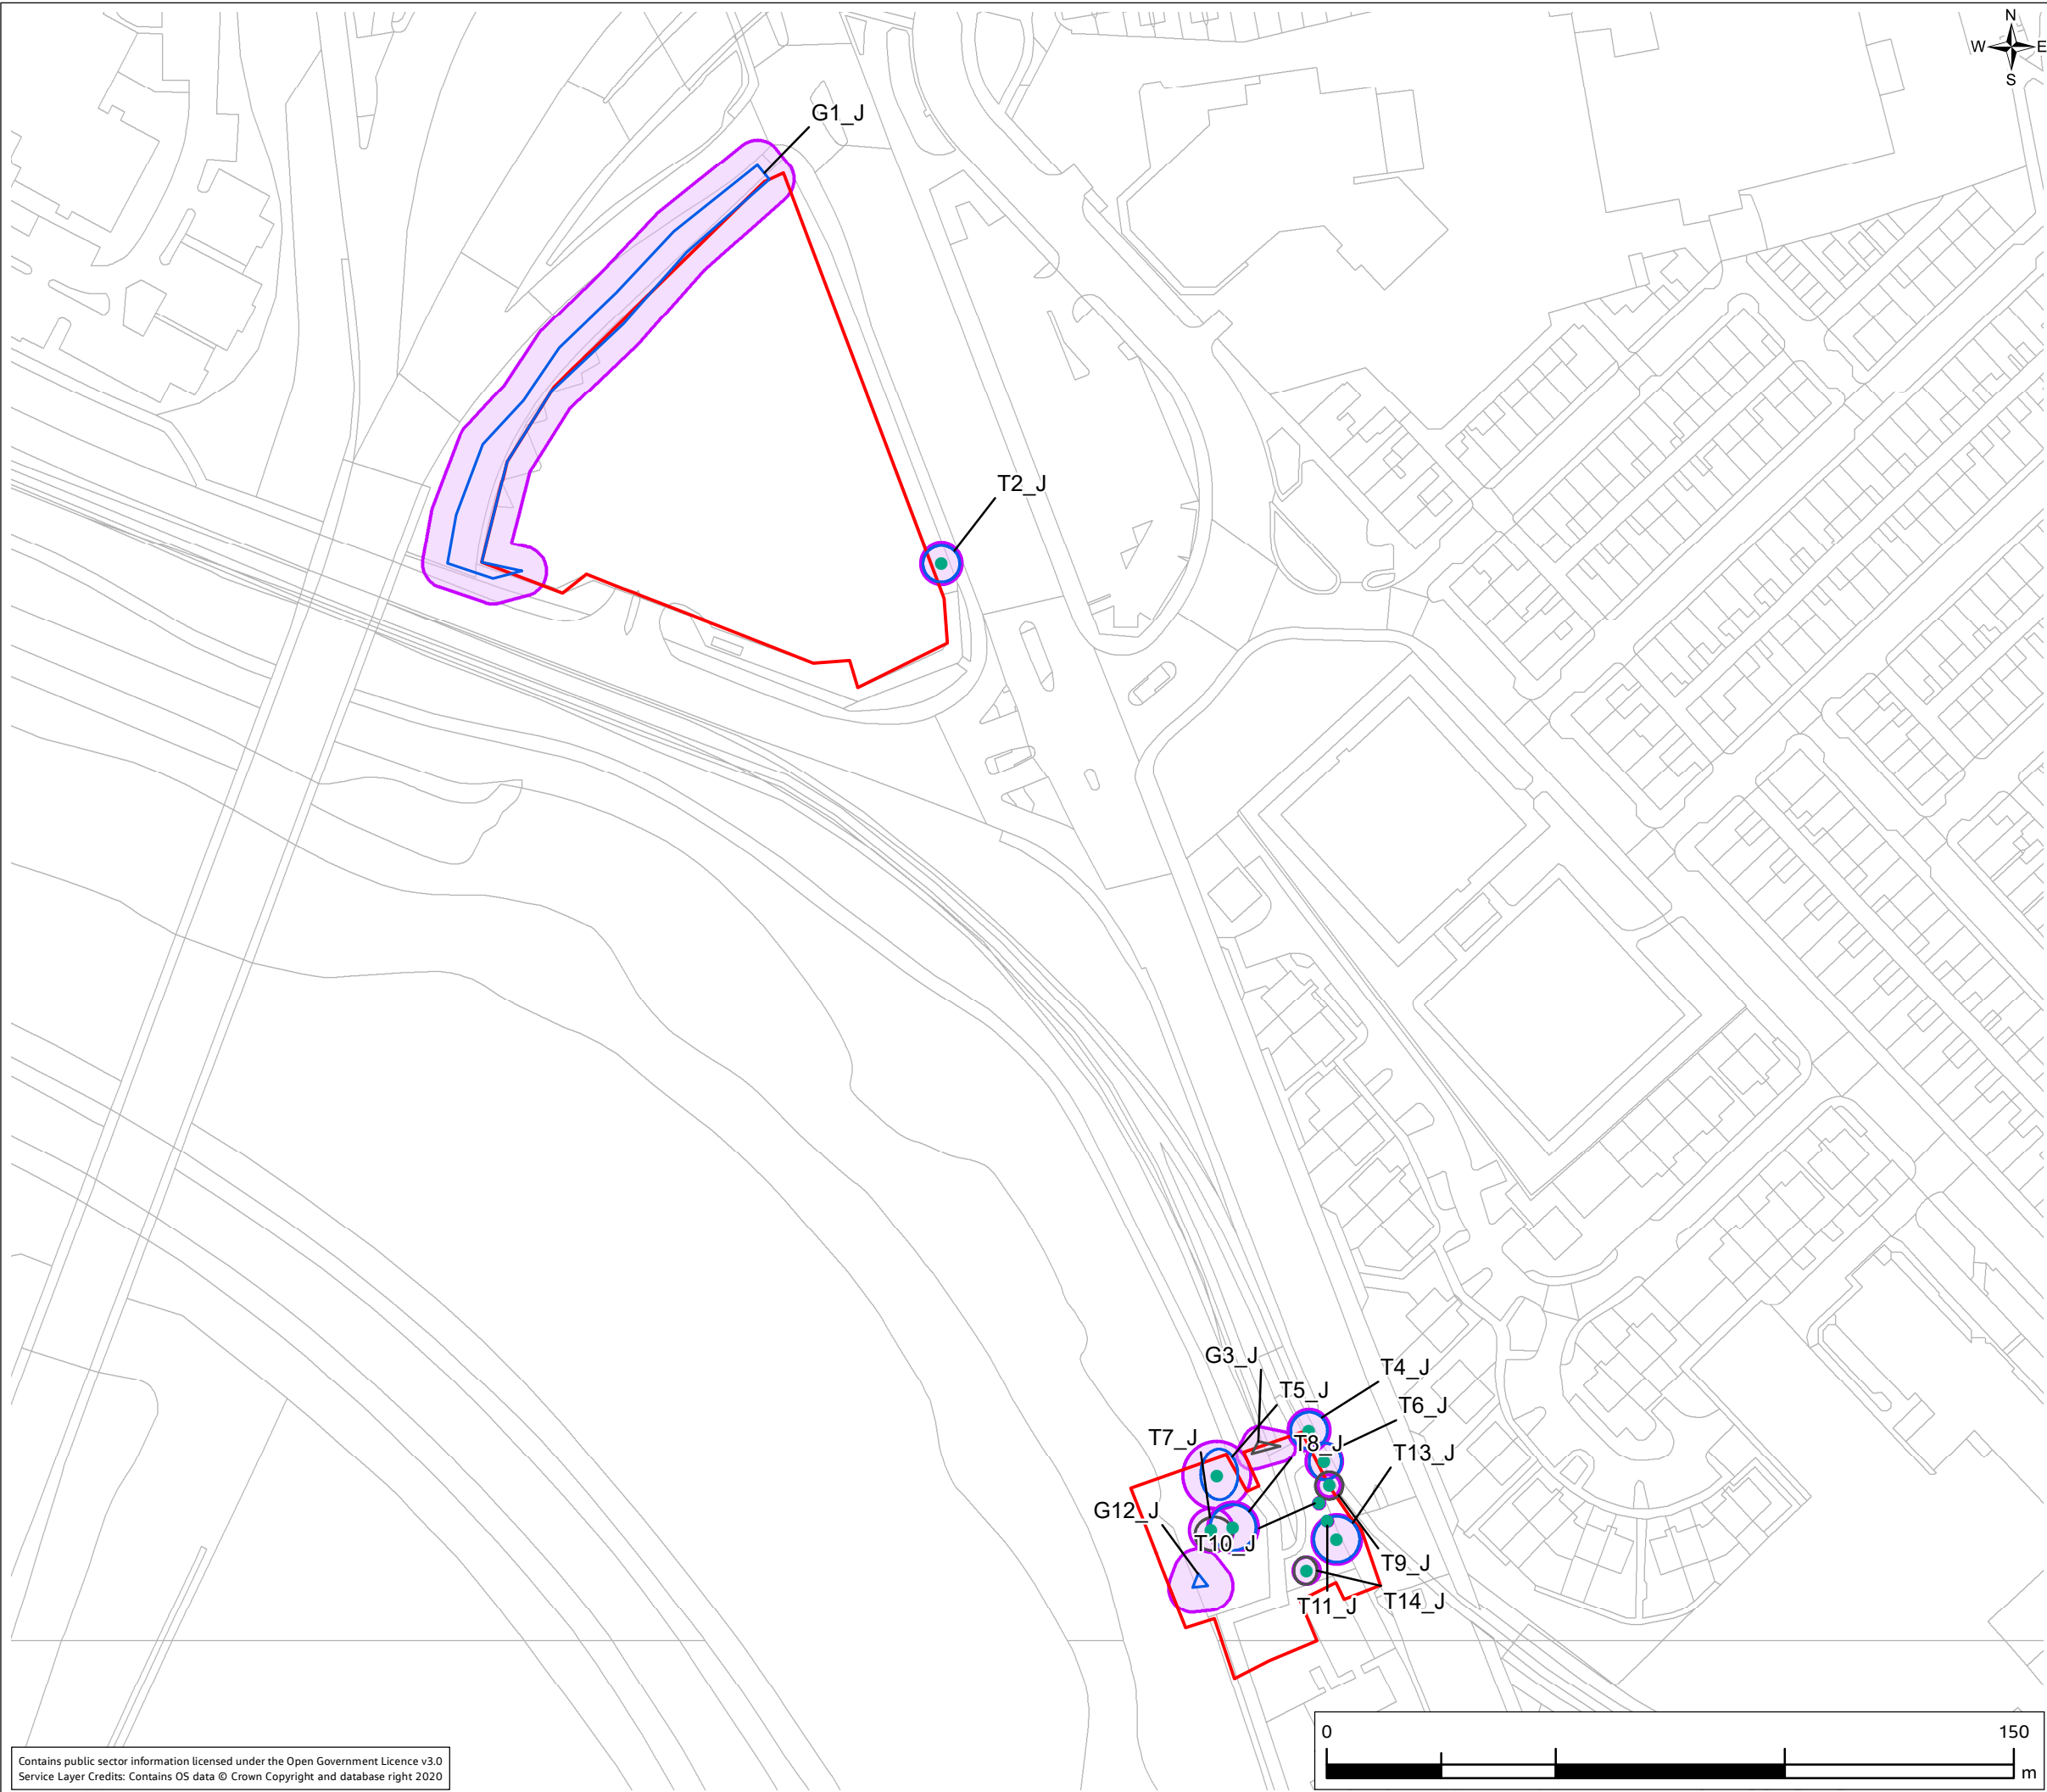 N
W E
S
G1_J
T2_J
G3_J
T4_J
T5_J
T6_J
T7_J
T8_J
T13_J
G12_J
T10_J
T9_J
T11_J
T14_J
0 150
m
Contains public sector information licensed under the Open Government Licence v3.0
Service Layer Credits: Contains OS data © Crown Copyright and database right 2020